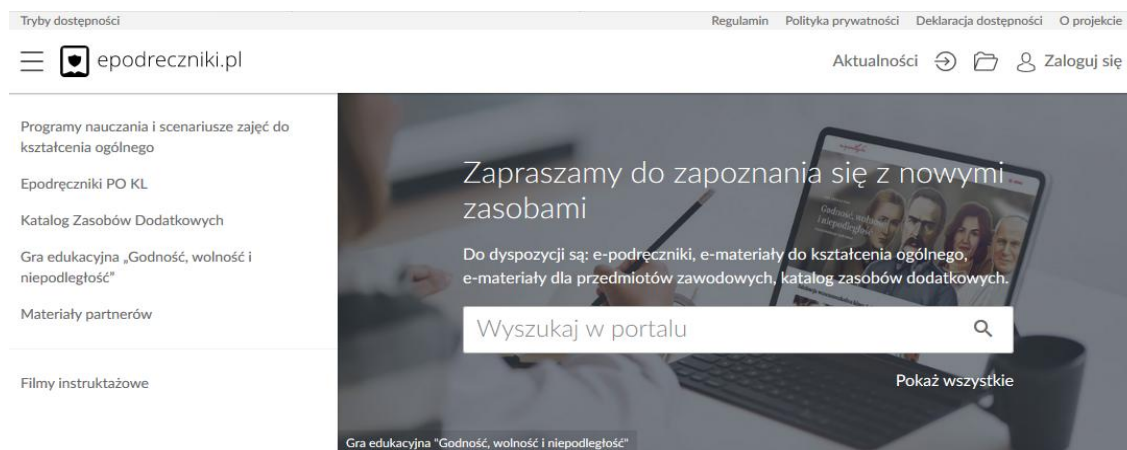 Tryby dostępności
Regulamin Polityka prywatności Deklaracja dostępności O projekcie
epodreczniki.pl
Aktualności Zaloguj się
Programy nauczania i scenariusze zajęć do
kształcenia ogólnego
Epodręczniki PO KL
Katalog Zasobów Dodatkowych
Gra edukacyjna „Godność, wolność i
niepodległość”
Materiały partnerów
Filmy instruktażowe
Zapraszamy do zapoznania się z nowymi
zasobami
Do dyspozycji są: e-podręczniki, e-materiały do kształcenia ogólnego,
e-materiały dla przedmiotów zawodowych, katalog zasobów dodatkowych.
Wyszukaj w portalu
Pokaż wszystkie
Godność, wolność
i niepodległość
Gra edukacyjna "Godność, wolność i niepodległość"